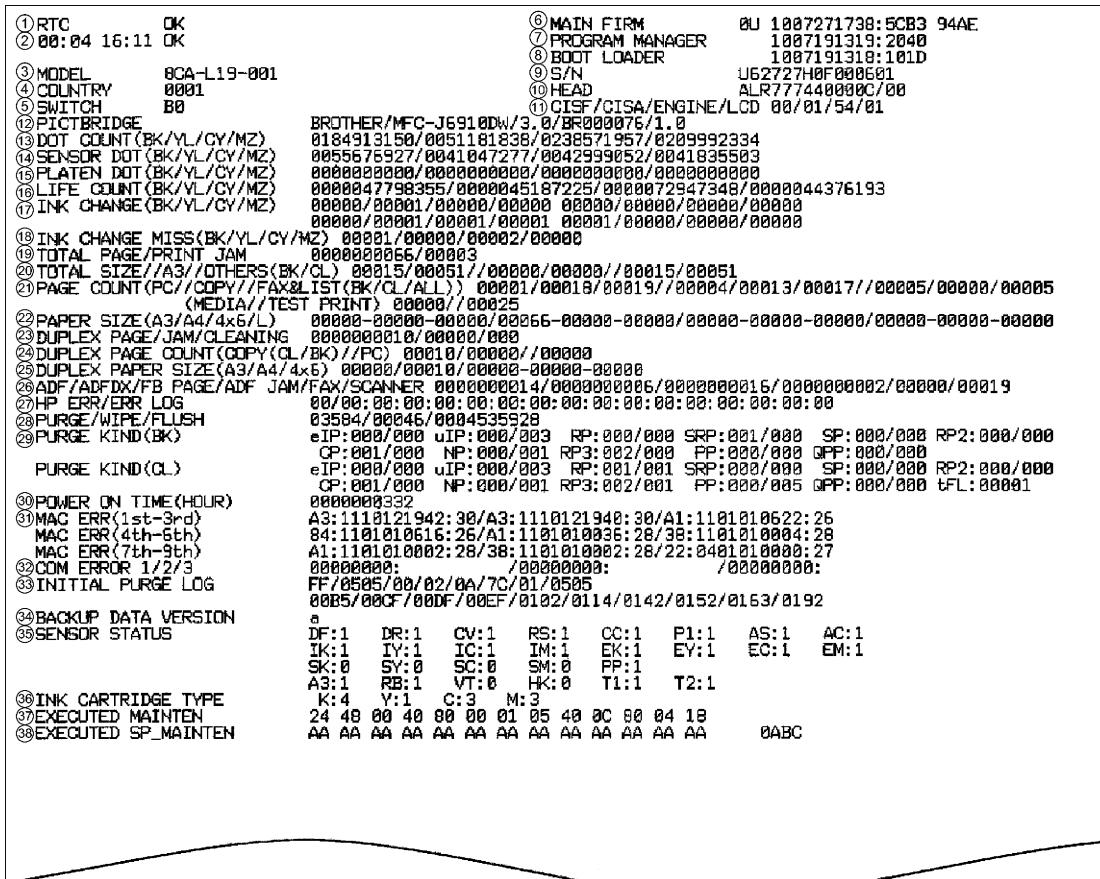 ①RTC OK ⑥MAIN FIRM 0U 1007271738:5CB3 94AE
②00:04 16:11 OK ⑦PROGRAM MANAGER 1007191319:2040
⑧BOOT LOADER 1007191318:101D
③MODEL 8CA-L19-001 ⑨S/N U62727H0F000601
④COUNTRY 0001 ⑩HEAD ALR777440000C/00
⑤SWITCH B0 ⑪CISF/CISA/ENGINE/LCD 00/01/54/01
⑫PICTBRIDGE BROTHER/MFC-J6910DW/3.0/BR000076/1.0
⑬DOT COUNT(BK/YL/CY/MZ) 0184913150/0051181838/0238571957/0209992334
⑭SENSOR DOT(BK/YL/CY/MZ) 0055676927/0041047277/0042999052/0041835503
⑮PLATEN DOT(BK/YL/CY/MZ) 0000000000/0000000000/0000000000/0000000000
⑯LIFE COUNT(BK/YL/CY/MZ) 0000047798355/0000045187225/0000072947348/0000044376193
⑰INK CHANGE(BK/YL/CY/MZ) 00000/00001/00000/00000 00000/00000/00000/00000
00000/00001/00001/00001 00001/00000/00000/00000
⑱INK CHANGE MISS(BK/YL/CY/MZ) 00001/00000/00002/00000
⑲TOTAL PAGE/PRINT JAM 0000000066/00003
⑳TOTAL SIZE//A3//OTHERS(BK/CL) 00015/00051//00000/00000//00015/00051
㉑PAGE COUNT(PC//COPY//FAX&LIST(BK/CL/ALL)) 00001/00018/00019//00004/00013/00017//00005/00000/00005
(MEDIA//TEST PRINT) 00000//00025
㉒PAPER SIZE(A3/A4/4x6/L) 00000-00000-00000/00066-00000-00000/00000-00000-00000/00000-00000-00000
㉓DUPLEX PAGE/JAM/CLEANING 0000000010/00000/000
㉔DUPLEX PAGE COUNT(COPY(CL/BK)//PC) 00010/00000//00000
㉕DUPLEX PAPER SIZE(A3/A4/4x6) 00000/00010/00000-00000-00000
㉖ADF/ADFDX/FB PAGE/ADF JAM/FAX/SCANNER 0000000014/0000000006/0000000016/0000000002/00000/00019
㉗HP ERR/ERR LOG 00/00:00:00:00:00:00:00:00:00:00:00:00:00:00:00:00
㉘PURGE/WIPE/FLUSH 03584/00046/0004535928
㉙PURGE KIND(BK) eIP:000/000 uIP:000/003 RP:000/000 SRP:001/000 SP:000/000 RP2:000/000
CP:001/000 NP:000/001 RP3:002/000 PP:000/000 QPP:000/000
PURGE KIND(CL) eIP:000/000 uIP:000/003 RP:001/001 SRP:000/000 SP:000/000 RP2:000/000
CP:001/000 NP:000/001 RP3:002/001 PP:000/005 QPP:000/000 tFL:00001
㉚POWER ON TIME(HOUR) 0000000332
㉛MAC ERR(1st-3rd) A3:1110121942:30/A3:1110121940:30/A1:1101010622:26
MAC ERR(4th-6th) 84:1101010616:26/A1:1101010036:28/38:1101010004:28
MAC ERR(7th-9th) A1:1101010002:28/38:1101010002:28/22:0401010000:27
㉜COM ERROR 1/2/3 00000000: /00000000: /00000000:
㉝INITIAL PURGE LOG FF/0505/00/02/0A/7C/01/0505
00B5/00CF/00DF/00EF/0102/0114/0142/0152/0163/0192
㉞BACKUP DATA VERSION a
㉟SENSOR STATUS DF:1 DR:1 CV:1 RS:1 CC:1 P1:1 AS:1 AC:1
IK:1 IY:1 IC:1 IM:1 EK:1 EY:1 EC:1 EM:1
SK:0 SY:0 SC:0 SM:0 PP:1
A3:1 RB:1 VT:0 HK:0 T1:1 T2:1
㊱INK CARTRIDGE TYPE K:4 Y:1 C:3 M:3
㊲EXECUTED MAINTEN 24 48 00 40 80 00 01 05 40 0C 80 04 18
㊳EXECUTED SP_MAINTEN AA AA AA AA AA AA AA AA AA AA AA AA AA 0ABC